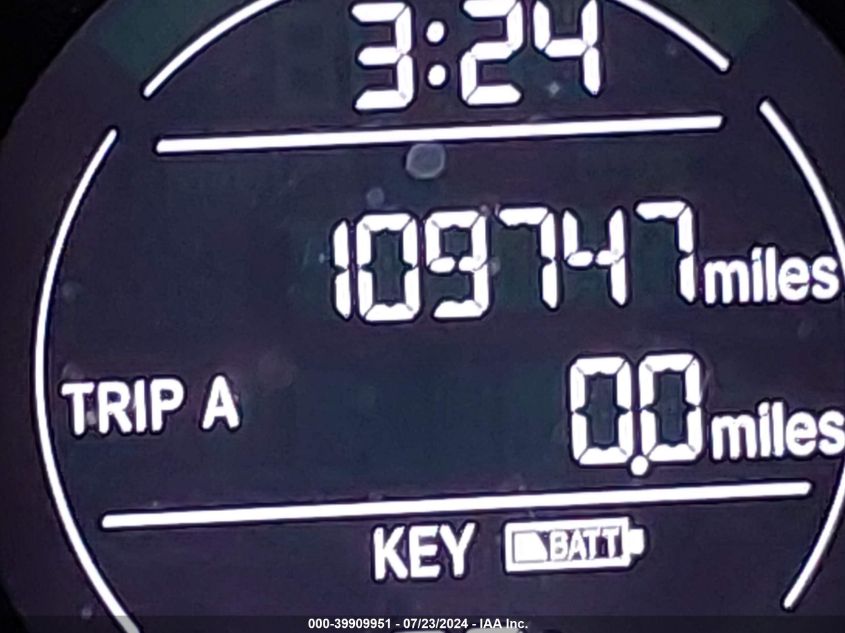 3:24
109747 miles
TRIP A 0.0 miles
KEY BATT
000-39909951 - 07/23/2024 - IAA Inc.